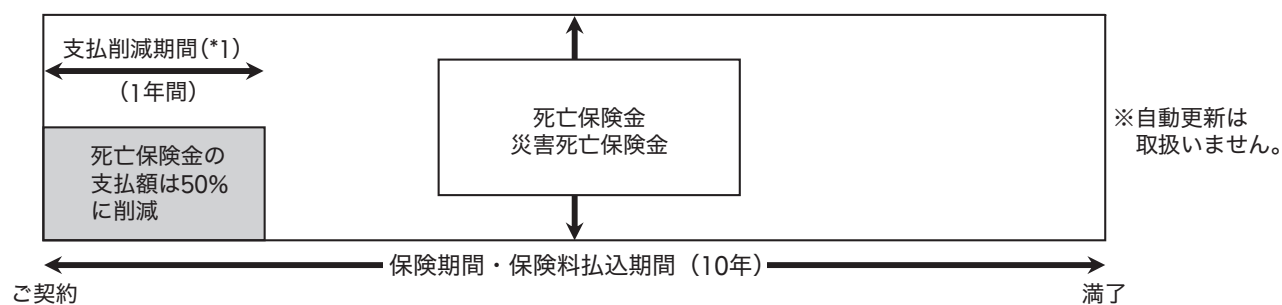 支払削減期間(*1)
(1年間)
死亡保険金の
支払額は50%
に削減
死亡保険金
災害死亡保険金
※自動更新は
取扱いません。
保険期間・保険料払込期間(10年)
ご契約
満了